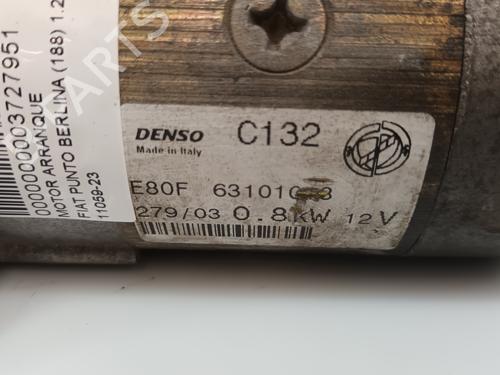 0000000003727951
MOTOR ARRANQUE
FIAT PUNTO BERLINA (188) 1.2
11059-23
PARTS
DENSO C132
Made in Italy
E80F
279/03 0.8kW 12V